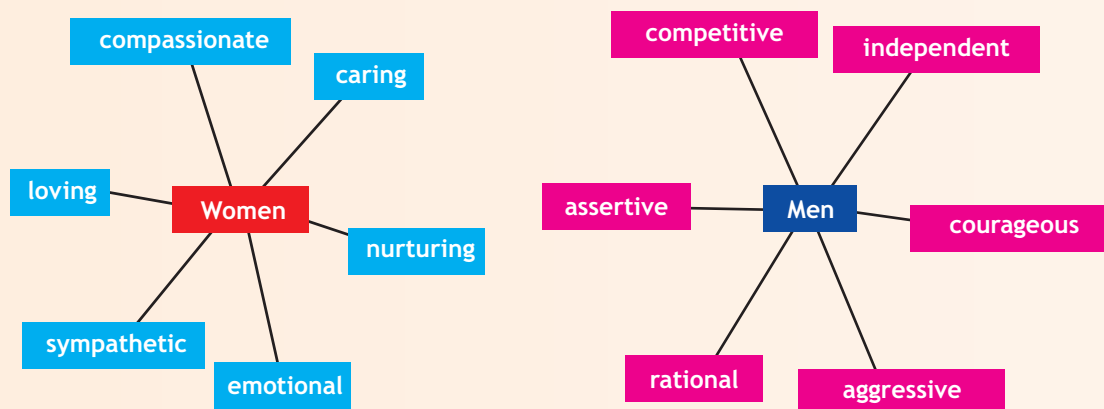 compassionate
caring
loving
Women
nurturing
sympathetic
emotional
competitive
independent
assertive
Men
courageous
rational
aggressive